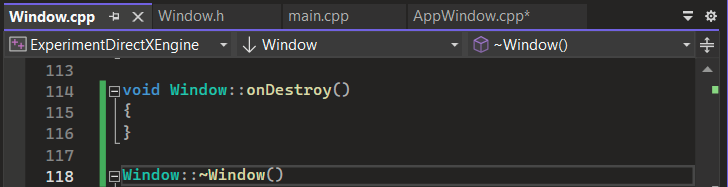 Window.cpp Window.h main.cpp AppWindow.cpp*
ExperimentDirectXEngine Window ~Window()
113
114 void Window::onDestroy()
115 {
116 }
117
118 Window::~Window()